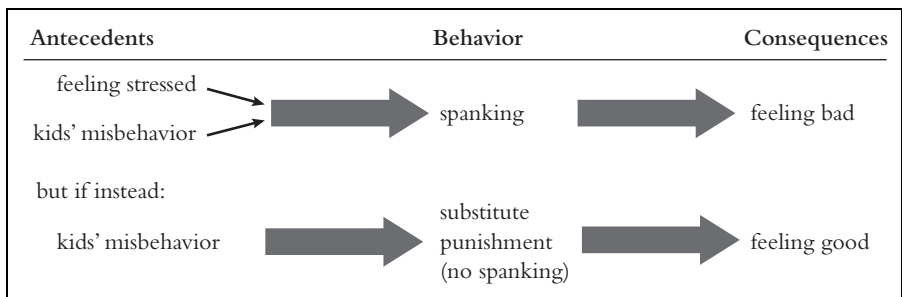 Antecedents Behavior Consequences
feeling stressed
kids’ misbehavior spanking feeling bad
but if instead:
kids’ misbehavior substitute punishment (no spanking) feeling good